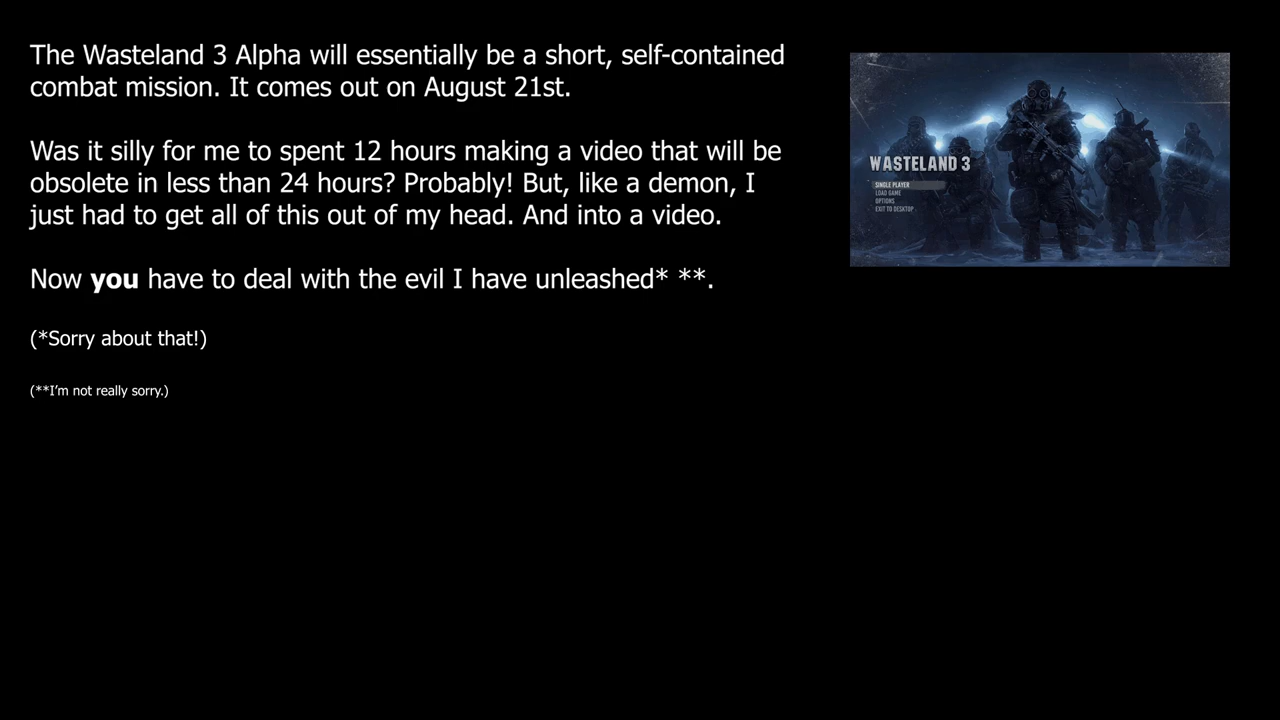 The Wasteland 3 Alpha will essentially be a short, self-contained
combat mission. It comes out on August 21st.
Was it silly for me to spent 12 hours making a video that will be
obsolete in less than 24 hours? Probably! But, like a demon, I
just had to get all of this out of my head. And into a video.
Now you have to deal with the evil I have unleashed* **.
(*Sorry about that!)
(**I'm not really sorry.)
WASTELAND 3
SINGLE PLAYER
LOAD GAME
OPTIONS
EXIT TO DESKTOP